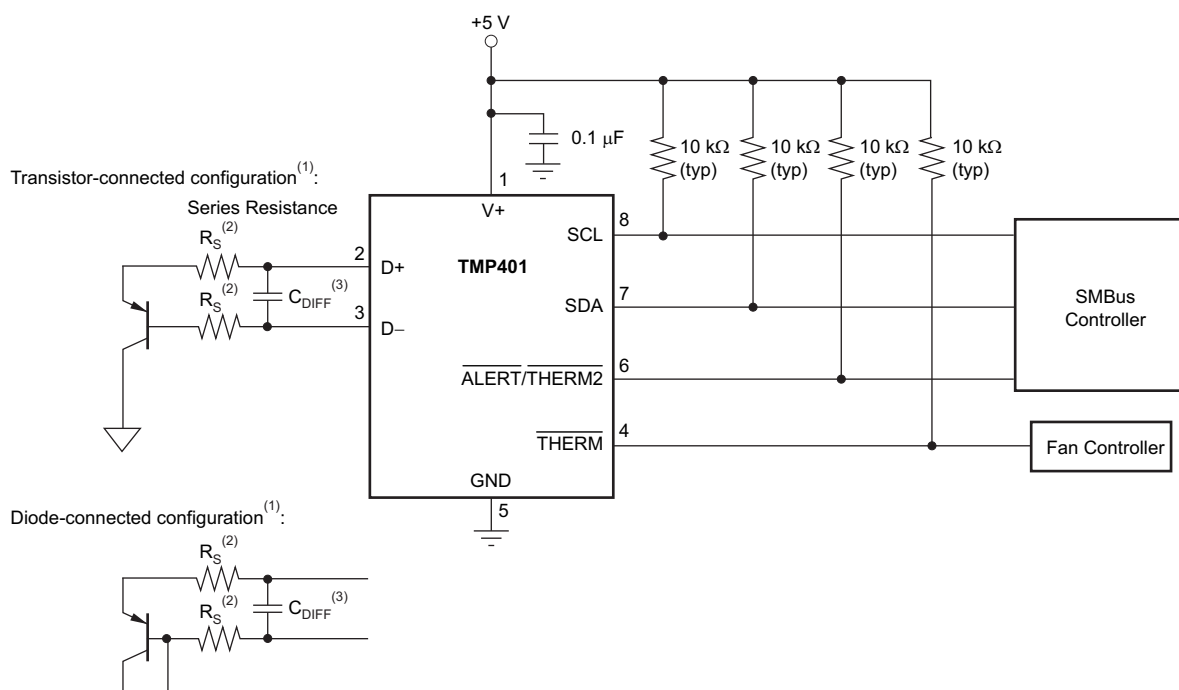 +5 V
0.1 μF
10 kΩ
(typ)
10 kΩ
(typ)
10 kΩ
(typ)
10 kΩ
(typ)
Transistor-connected configuration(1):
Series Resistance
RS(2)
RS(2)
CDIFF(3)
1
V+
2
D+
3
D−
TMP401
8
SCL
7
SDA
6
ALERT/THERM2
4
THERM
GND
5
SMBus
Controller
Fan Controller
Diode-connected configuration(1):
RS(2)
RS(2)
CDIFF(3)